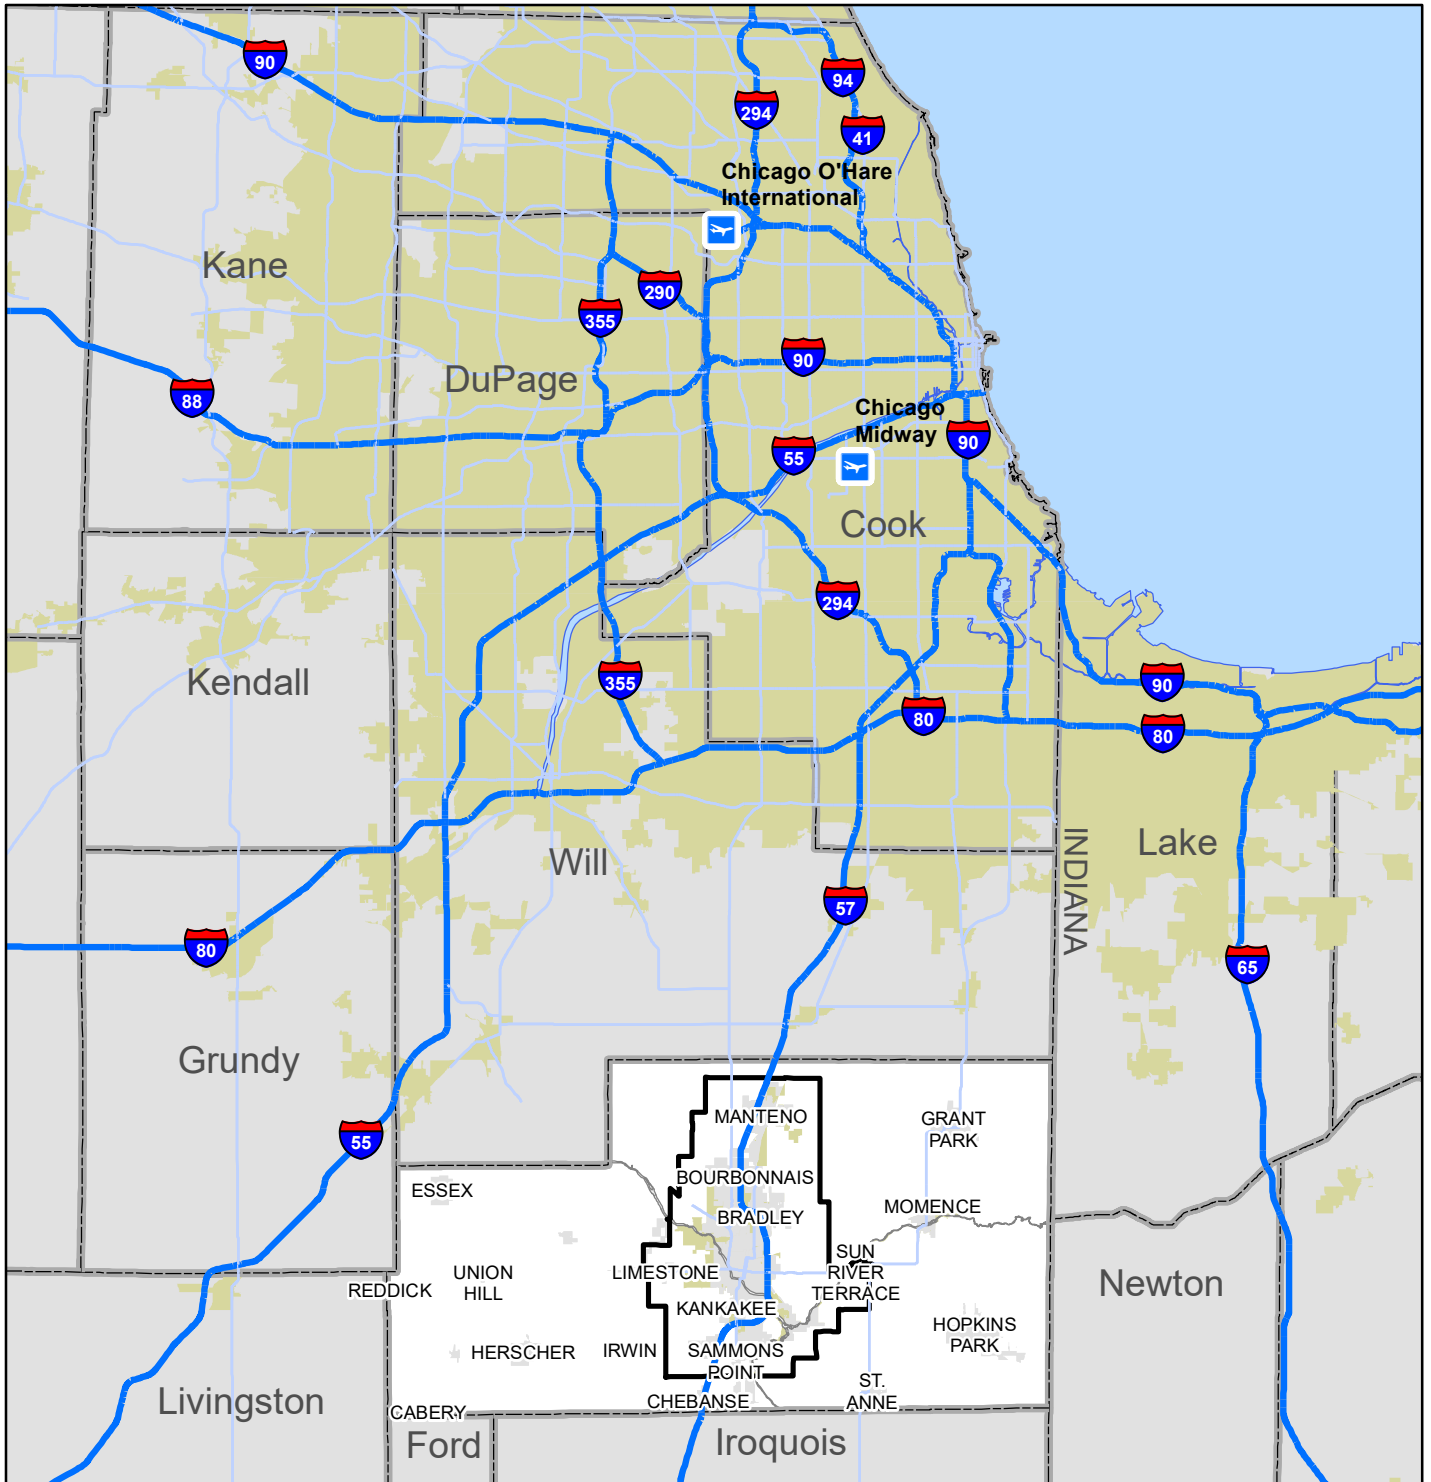 90
94
294
41
Chicago O'Hare
International
Kane
290
355
90
DuPage
88
Chicago
Midway
90
55
Cook
294
Kendall
355
90
80
80
INDIANA
Lake
Will
57
80
65
Grundy
MANTENO
GRANT
PARK
55
BOURBONNAIS
ESSEX
MOMENCE
BRADLEY
SUN
RIVER
TERRACE
UNION
HILL
LIMESTONE
REDDICK
Newton
KANKAKEE
HOPKINS
PARK
HERSCHER
IRWIN
SAMMONS
POINT
ST.
ANNE
Livingston
CHEBANSE
CABERY
Ford
Iroquois